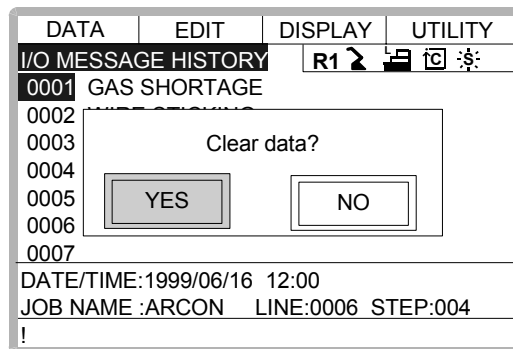 DATA EDIT DISPLAY UTILITY
I/O MESSAGE HISTORY R1 C S
0001 GAS SHORTAGE
0002
0003 Clear data?
0004
0005 YES NO
0006
0007
DATE/TIME:1999/06/16 12:00
JOB NAME :ARCON LINE:0006 STEP:004
!